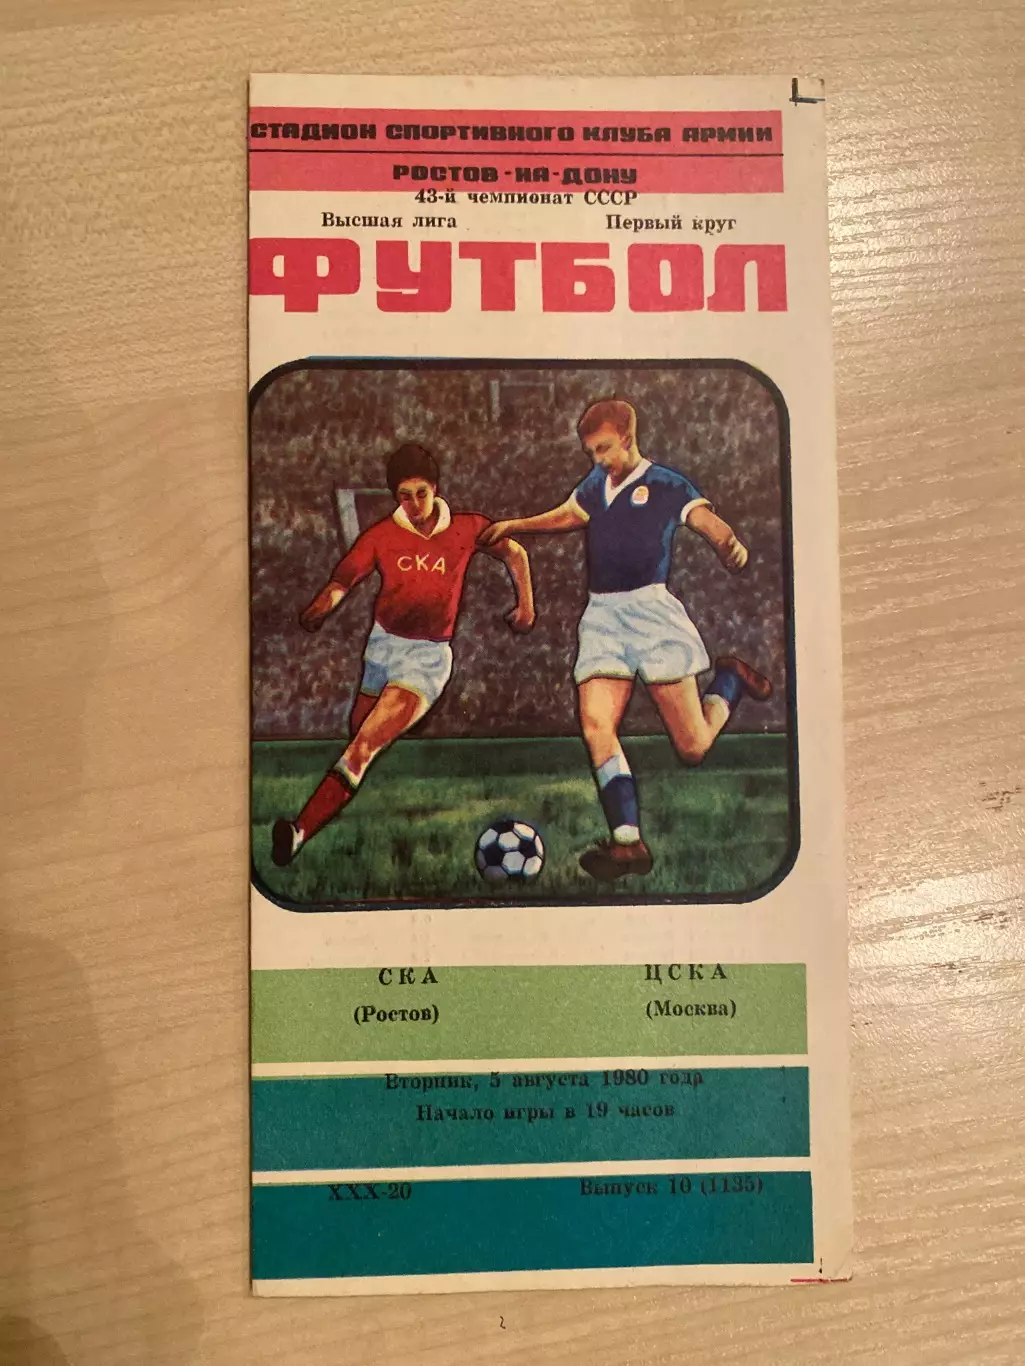 СТАДИОН СПОРТИВНОГО КЛУБА АРМИИ
РОСТОВ-НА-ДОНУ
43-й чемпионат СССР
Высшая лига Первый круг
ФУТБОЛ
СКА
СКА ЦСКА
(Ростов) (Москва)
Вторник, 5 августа 1980 года
Начало игры в 19 часов
XXX-20 Выпуск 10 (1135)